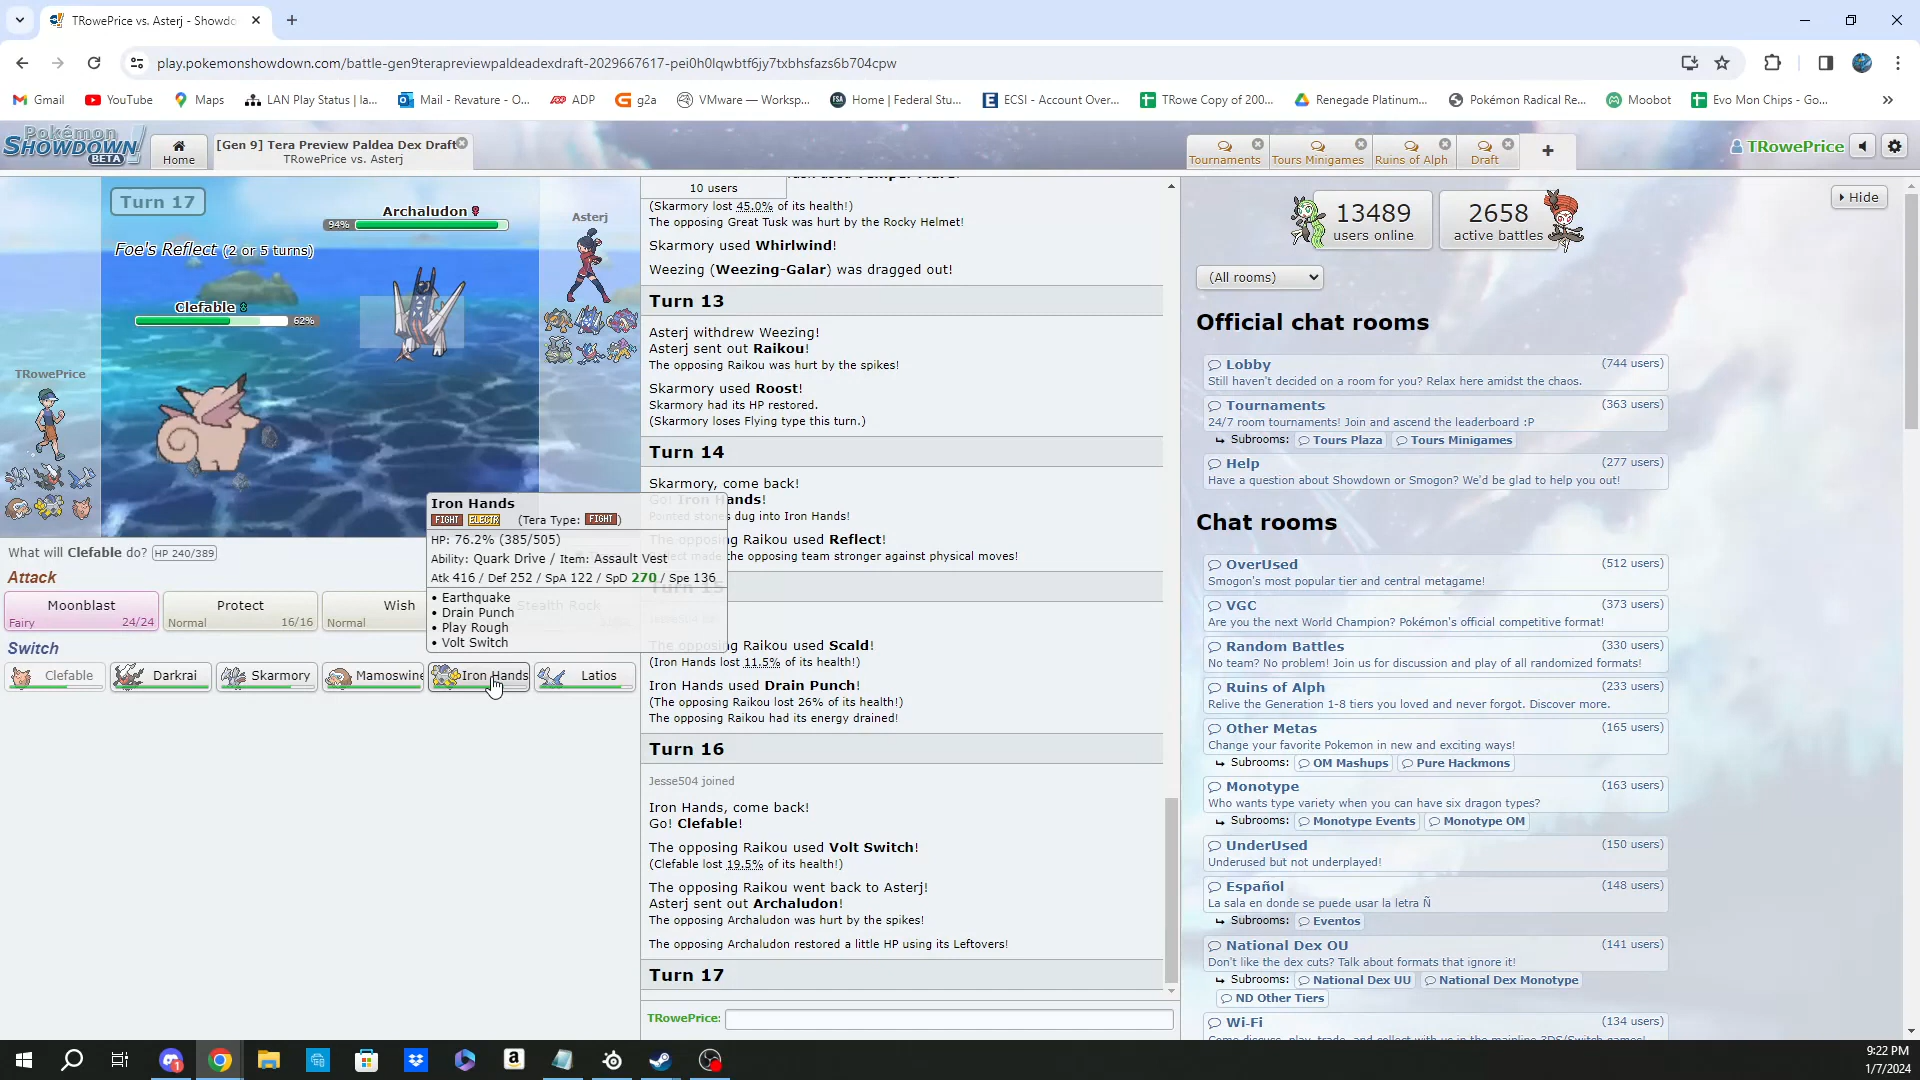 TRowePrice vs. Asterj - Showdo
play.pokemonshowdown.com/battle-gen9terapreviewpaldeadexdraft-2029667617-pei0h0lqwbtf6jy7txbhsfazs6b704cpw
Gmail
YouTube
Maps
LAN Play Status | la...
Mail - Revature - O...
ADP
g2a
VMware — Worksp...
Home | Federal Stu...
ECSI - Account Over...
TRowe Copy of 200...
Renegade Platinum...
Pokémon Radical Re...
Moobot
Evo Mon Chips - Go...
Pokémon Showdown! BETA
Home
[Gen 9] Tera Preview Paldea Dex Draft
TRowePrice vs. Asterj
Tournaments
Tours Minigames
Ruins of Alph
Draft
TRowePrice
Turn 17
Foe's Reflect (2 or 5 turns)
Archaludon
94%
Asterj
Clefable
62%
TRowePrice
Iron Hands
FIGHT ELECTR (Tera Type: FIGHT)
HP: 76.2% (385/505)
Ability: Quark Drive / Item: Assault Vest
Atk 416 / Def 252 / SpA 122 / SpD 270 / Spe 136
• Earthquake
• Drain Punch
• Play Rough
• Volt Switch
What will Clefable do? HP 240/389
Attack
Moonblast
Fairy 24/24
Protect
Normal 16/16
Wish
Normal
Stealth Rock
Switch
Clefable
Darkrai
Skarmory
Mamoswine
Iron Hands
Latios
10 users
(Skarmory lost 45.0% of its health!)
The opposing Great Tusk was hurt by the Rocky Helmet!
Skarmory used Whirlwind!
Weezing (Weezing-Galar) was dragged out!
Turn 13
Asterj withdrew Weezing!
Asterj sent out Raikou!
The opposing Raikou was hurt by the spikes!
Skarmory used Roost!
Skarmory had its HP restored.
(Skarmory loses Flying type this turn.)
Turn 14
Skarmory, come back!
Go! Iron Hands!
Pointed stones dug into Iron Hands!
The opposing Raikou used Reflect!
Reflect made the opposing team stronger against physical moves!
Turn 15
The opposing Raikou used Scald!
(Iron Hands lost 11.5% of its health!)
Iron Hands used Drain Punch!
(The opposing Raikou lost 26% of its health!)
The opposing Raikou had its energy drained!
Turn 16
Jesse504 joined
Iron Hands, come back!
Go! Clefable!
The opposing Raikou used Volt Switch!
(Clefable lost 19.5% of its health!)
The opposing Raikou went back to Asterj!
Asterj sent out Archaludon!
The opposing Archaludon was hurt by the spikes!
The opposing Archaludon restored a little HP using its Leftovers!
Turn 17
TRowePrice:
13489
users online
2658
active battles
Hide
(All rooms)
Official chat rooms
Lobby (744 users)
Still haven't decided on a room for you? Relax here amidst the chaos.
Tournaments (363 users)
24/7 room tournaments! Join and ascend the leaderboard :P
Subrooms: Tours Plaza Tours Minigames
Help (277 users)
Have a question about Showdown or Smogon? We'd be glad to help you out!
Chat rooms
OverUsed (512 users)
Smogon's most popular tier and central metagame!
VGC (373 users)
Are you the next World Champion? Pokémon's official competitive format!
Random Battles (330 users)
No team? No problem! Join us for discussion and play of all randomized formats!
Ruins of Alph (233 users)
Relive the Generation 1-8 tiers you loved and never forgot. Discover more.
Other Metas (165 users)
Change your favorite Pokemon in new and exciting ways!
Subrooms: OM Mashups Pure Hackmons
Monotype (163 users)
Who wants type variety when you can have six dragon types?
Subrooms: Monotype Events Monotype OM
UnderUsed (150 users)
Underused but not underplayed!
Español (148 users)
La sala en donde se puede usar la letra Ñ
Subrooms: Eventos
National Dex OU (141 users)
Don't like the dex cuts? Talk about formats that ignore it!
Subrooms: National Dex UU National Dex Monotype
ND Other Tiers
Wi-Fi (134 users)
9:22 PM
1/7/2024